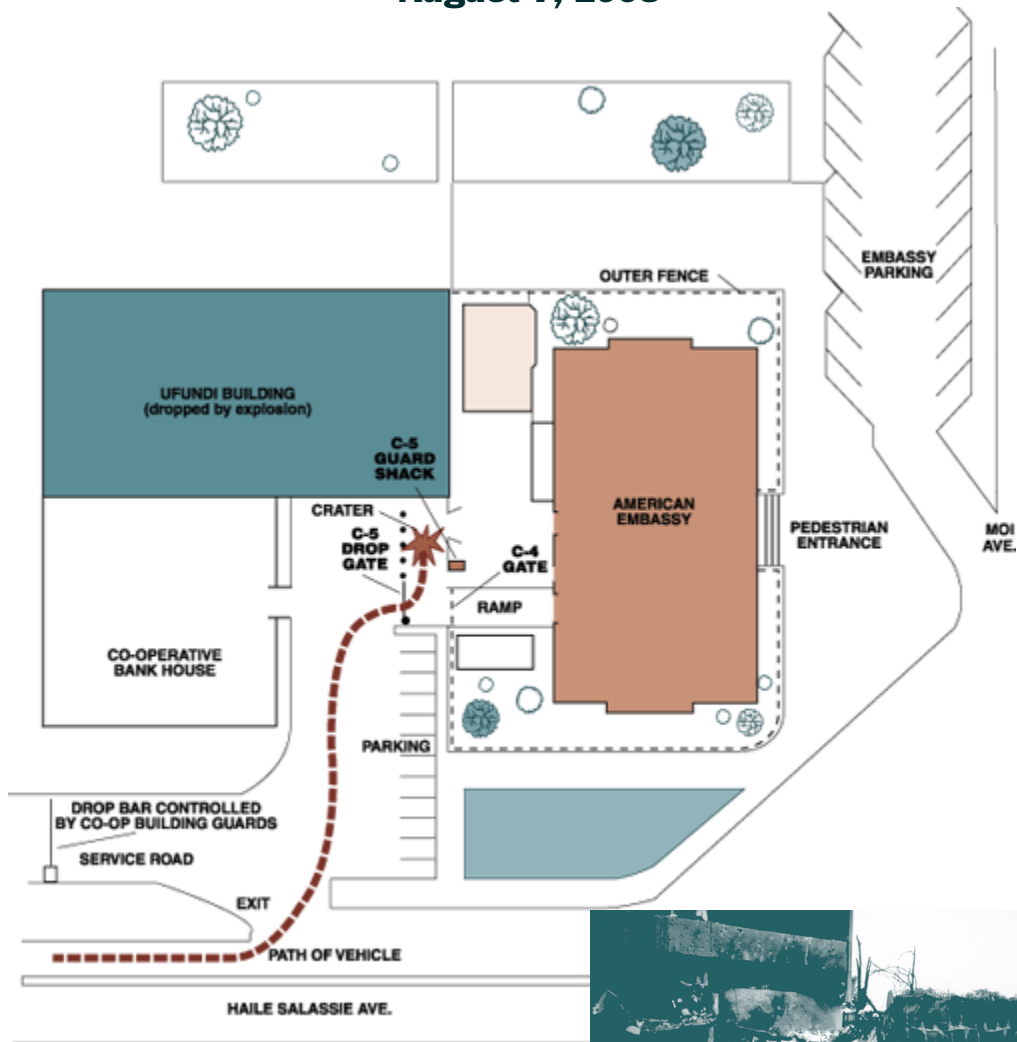 August 7,
EMBASSY
PARKING
OUTER FENCE
UFUNDI BUILDING
(dropped by explosion)
C-5
GUARD
SHACK
AMERICAN
EMBASSY
CRATER
C-5
DROP
GATE
C-4
GATE
PEDESTRIAN
ENTRANCE
MOI
AVE.
RAMP
CO-OPERATIVE
BANK HOUSE
PARKING
DROP BAR CONTROLLED
BY CO-OP BUILDING GUARDS
SERVICE ROAD
EXIT
PATH OF VEHICLE
HAILE SALASSIE AVE.